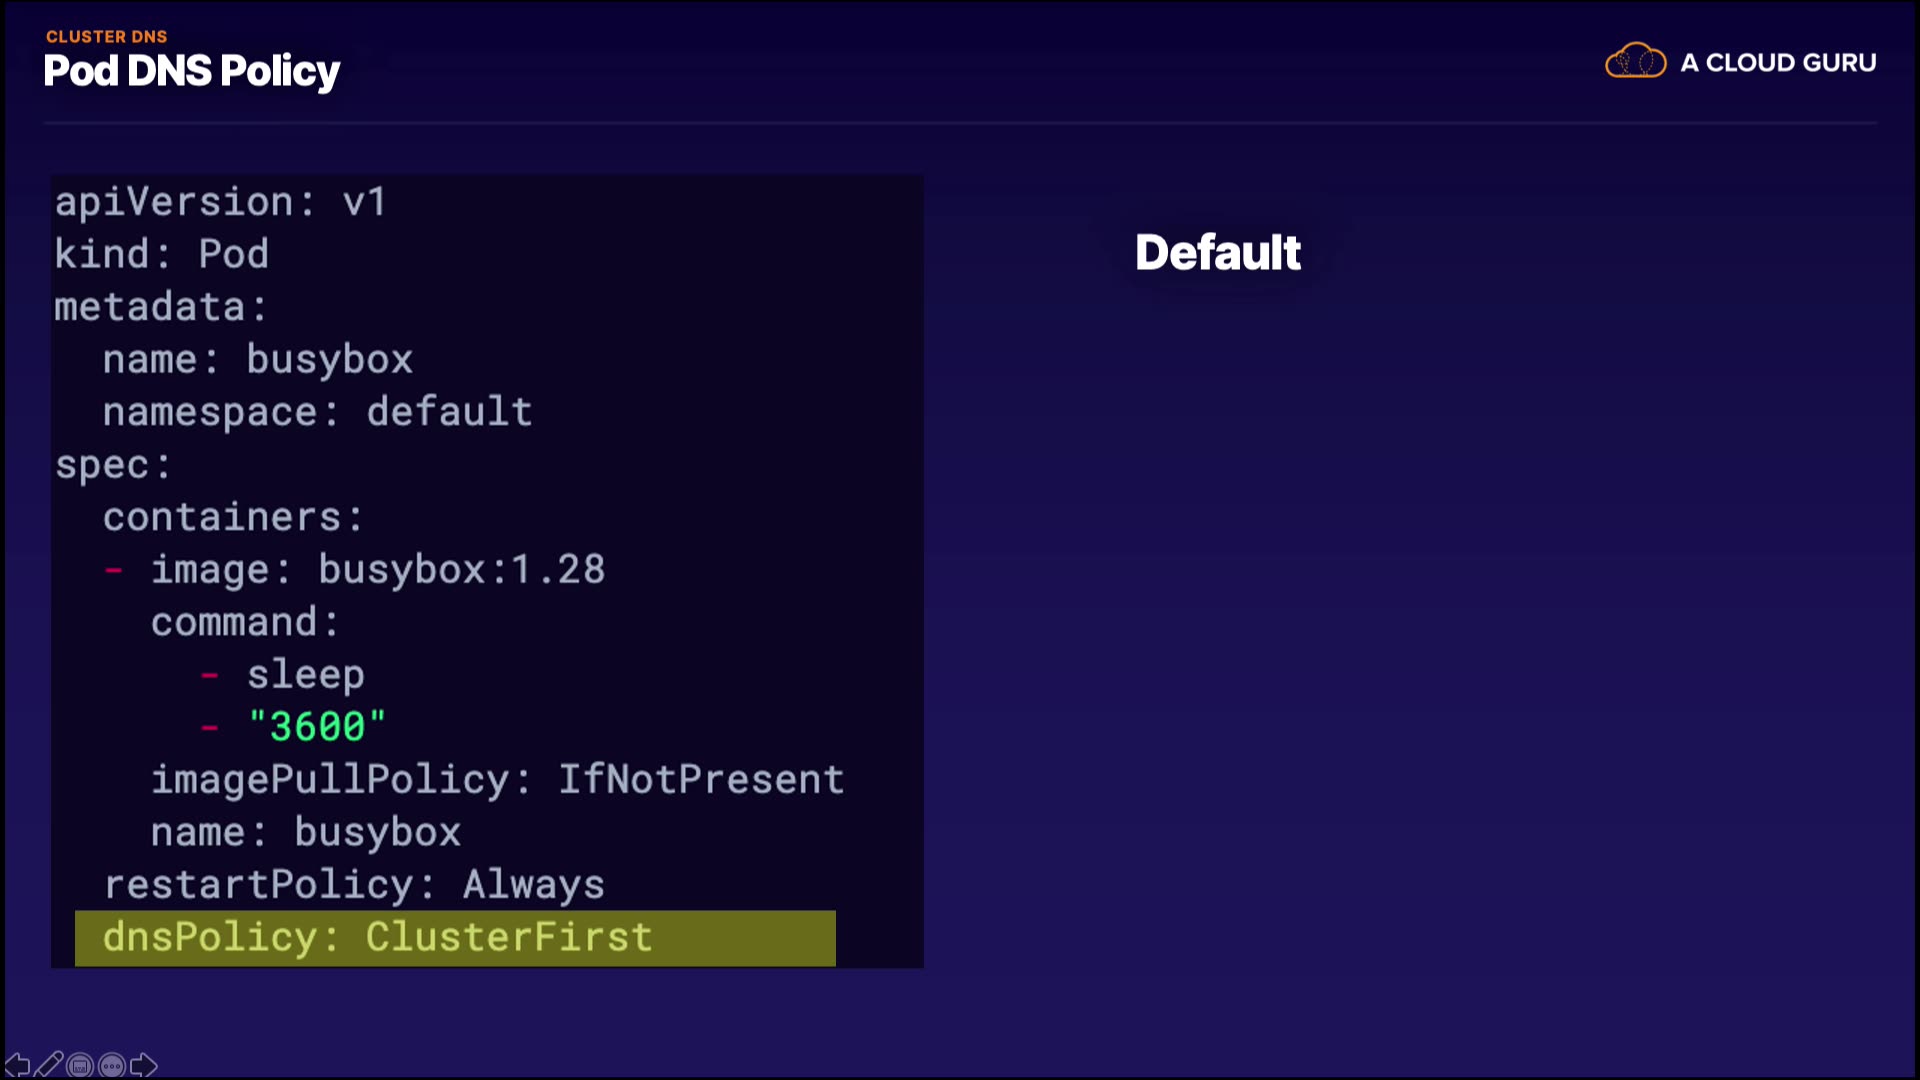 CLUSTER DNS
Pod DNS Policy
A CLOUD GURU
apiVersion: v1
kind: Pod
metadata:
  name: busybox
  namespace: default
spec:
  containers:
  - image: busybox:1.28
    command:
      - sleep
      - "3600"
    imagePullPolicy: IfNotPresent
    name: busybox
  restartPolicy: Always
  dnsPolicy: ClusterFirst
Default